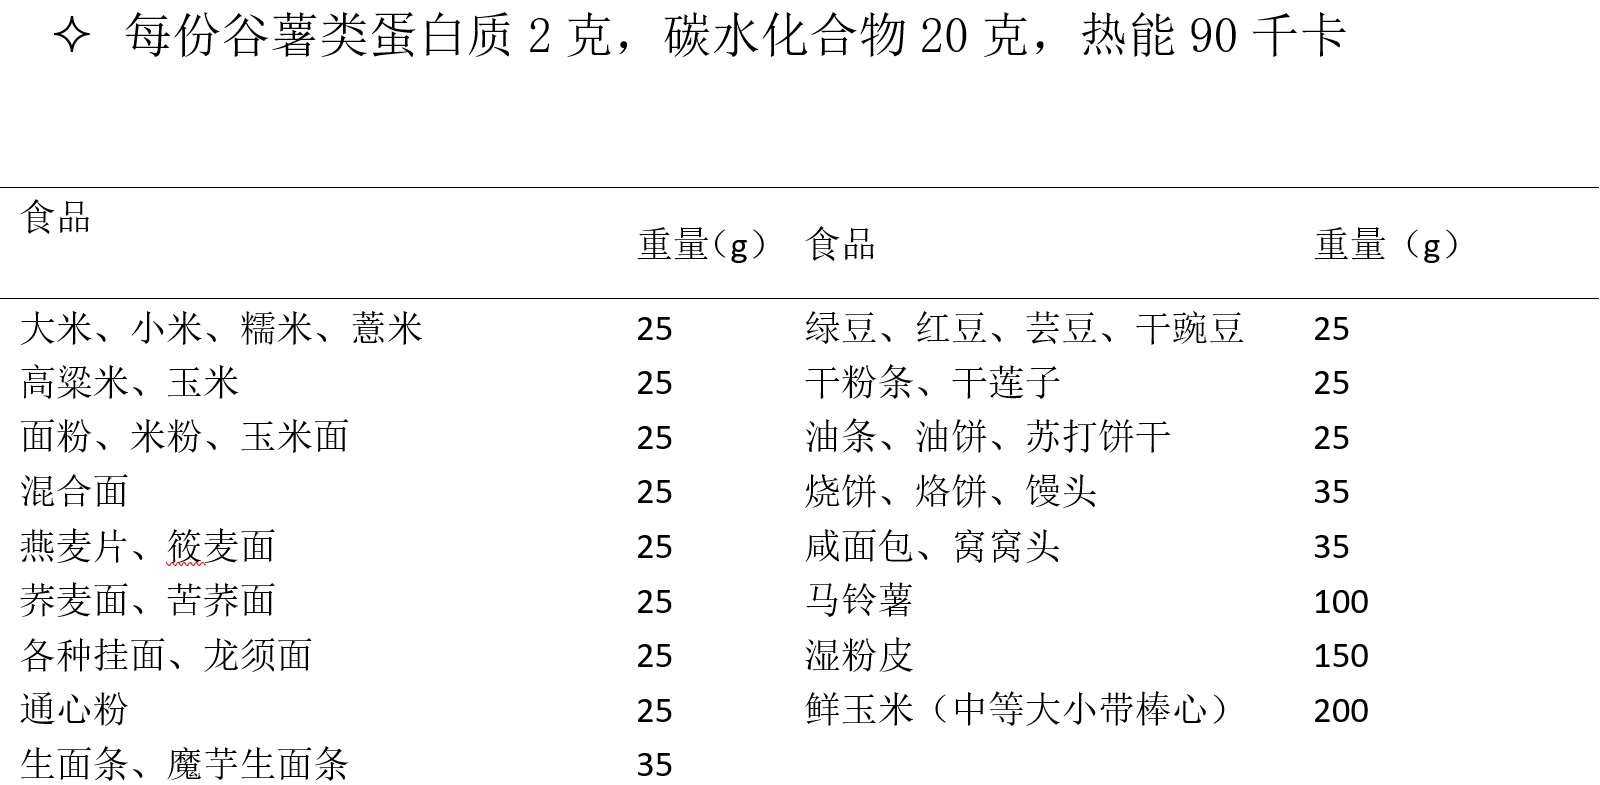 ✧ 每份谷薯类蛋白质 2 克，碳水化合物 20 克，热能 90 千卡
食品 重量(g） 食品 重量（g）
大米、小米、糯米、薏米 25 绿豆、红豆、芸豆、干豌豆 25
高粱米、玉米 25 干粉条、干莲子 25
面粉、米粉、玉米面 25 油条、油饼、苏打饼干 25
混合面 25 烧饼、烙饼、馒头 35
燕麦片、筱麦面 25 咸面包、窝窝头 35
荞麦面、苦荞面 25 马铃薯 100
各种挂面、龙须面 25 湿粉皮 150
通心粉 25 鲜玉米（中等大小带棒心） 200
生面条、魔芋生面条 35